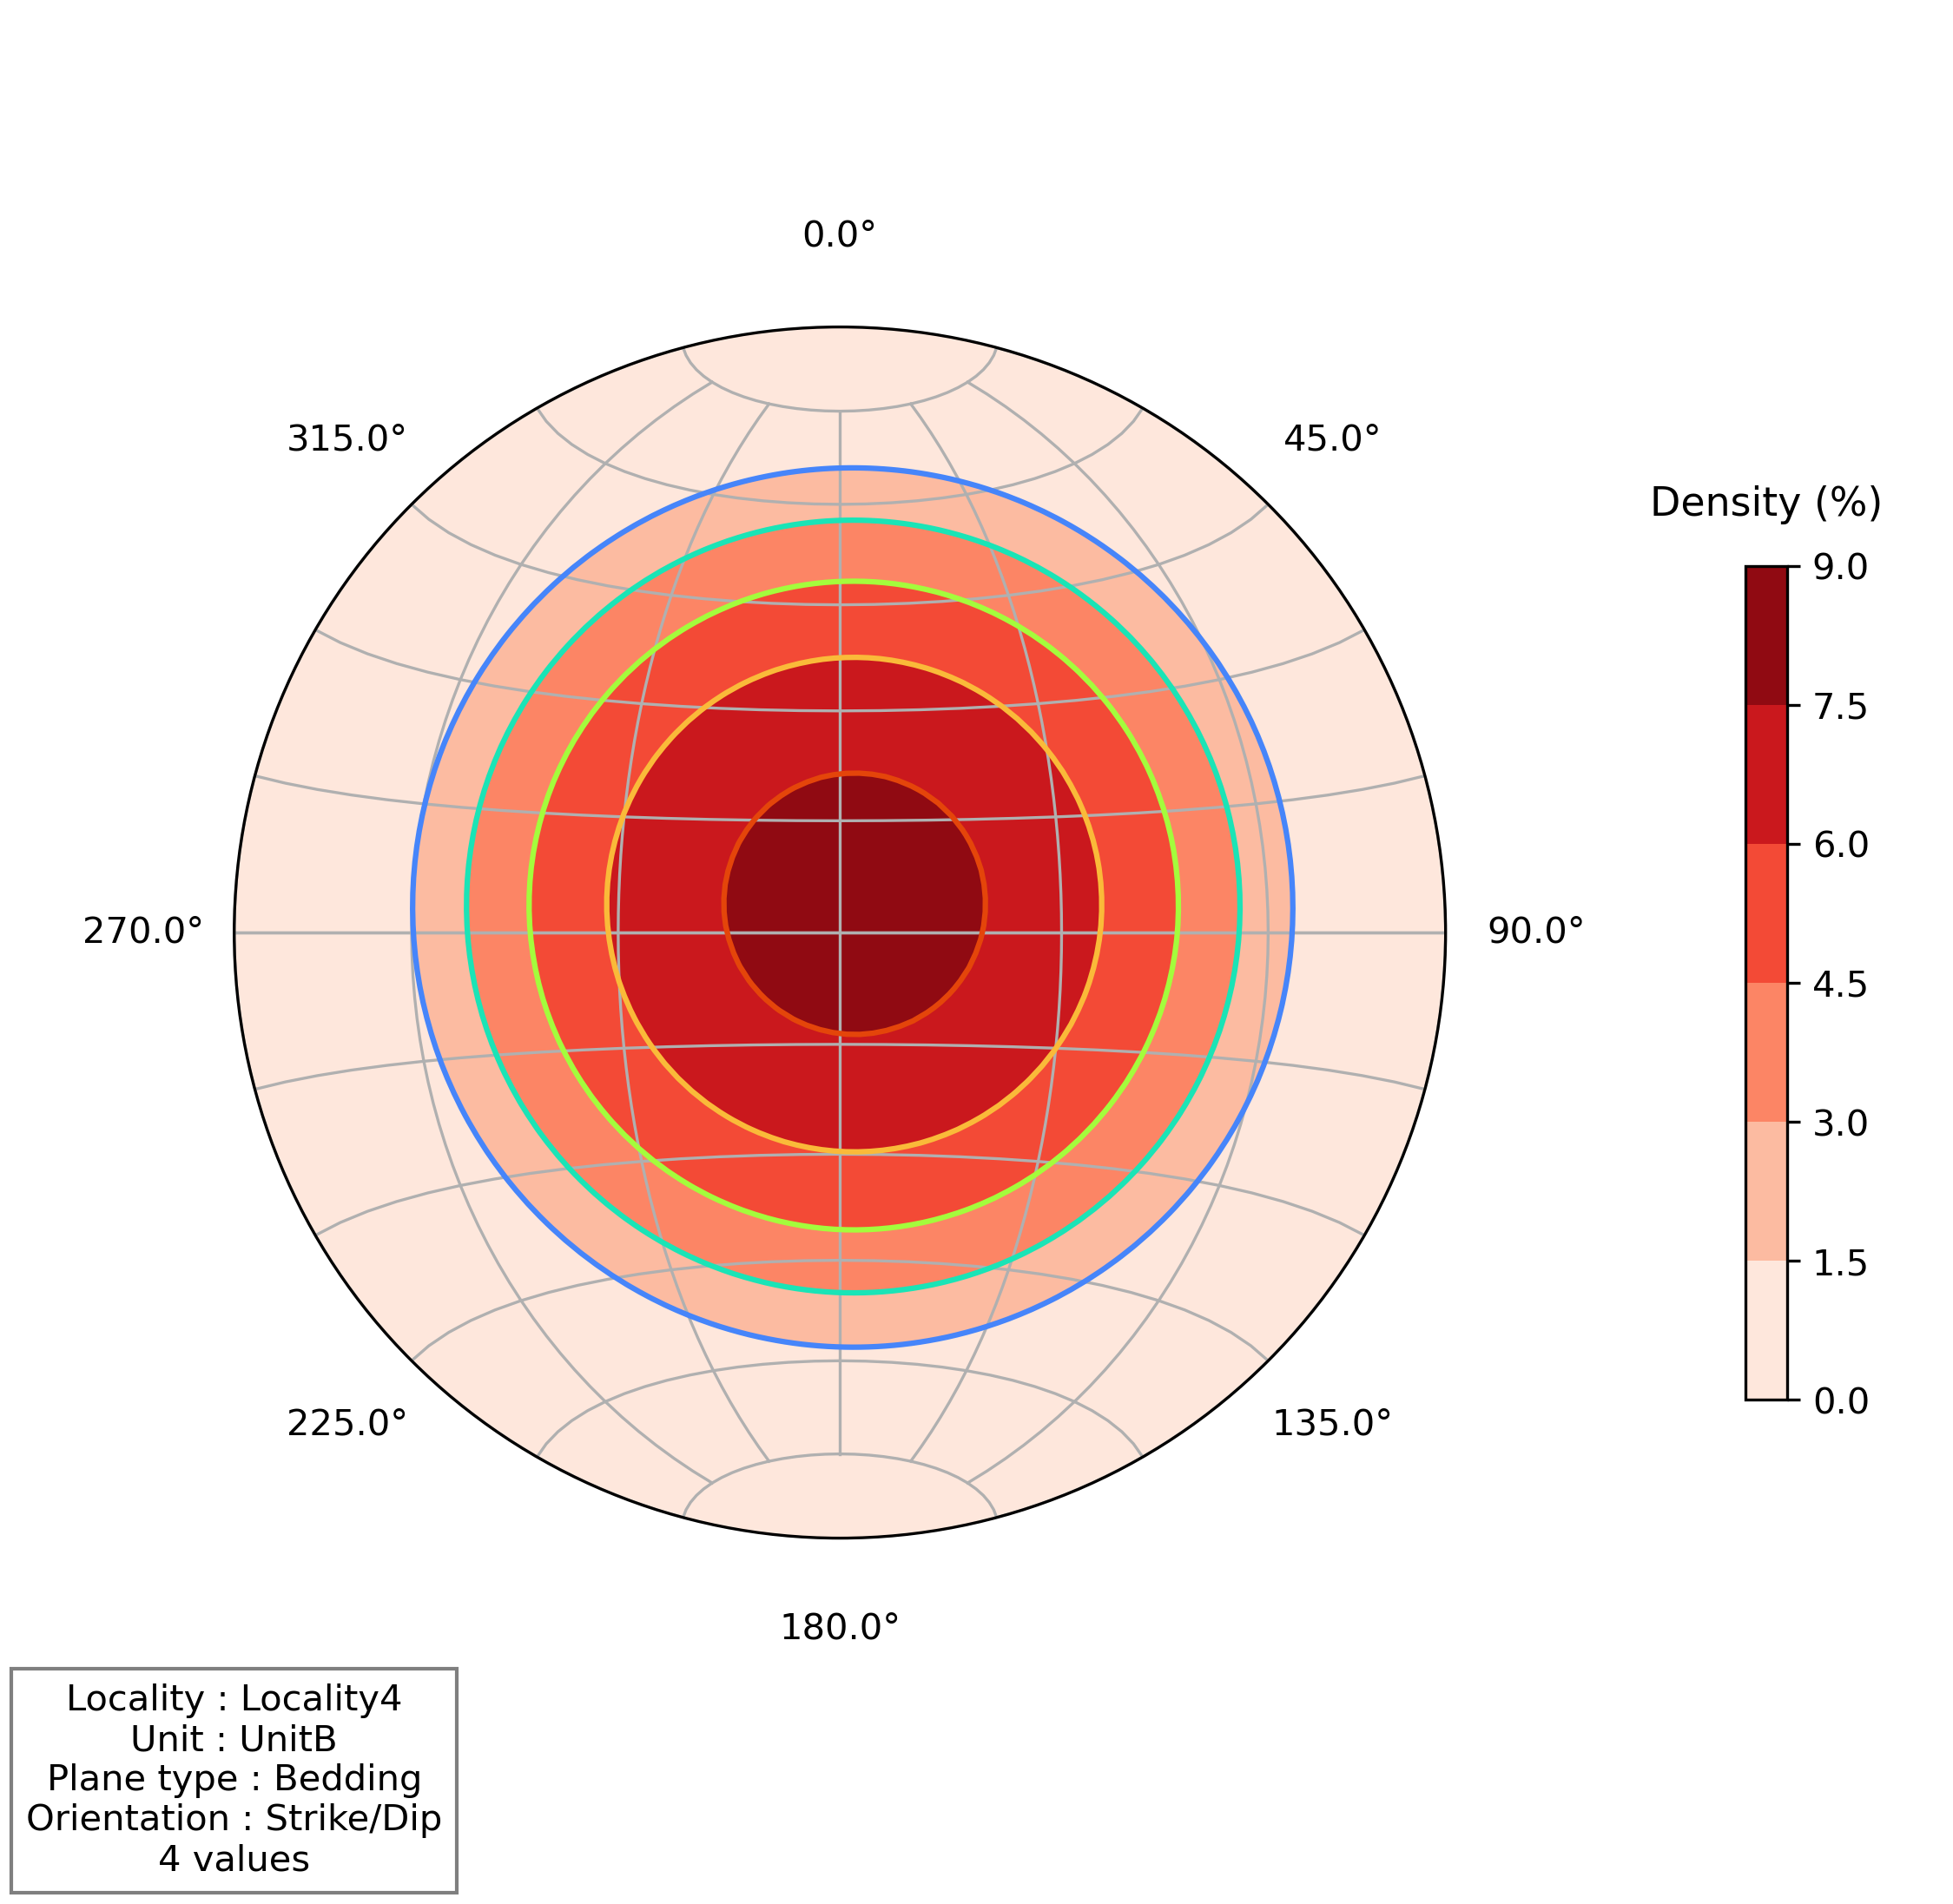 0.0°
315.0°
45.0°
Density (%)
9.0
7.5
6.0
270.0°
90.0°
4.5
3.0
1.5
0.0
225.0°
135.0°
180.0°
Locality : Locality4
Unit : UnitB
Plane type : Bedding
Orientation : Strike/Dip
4 values